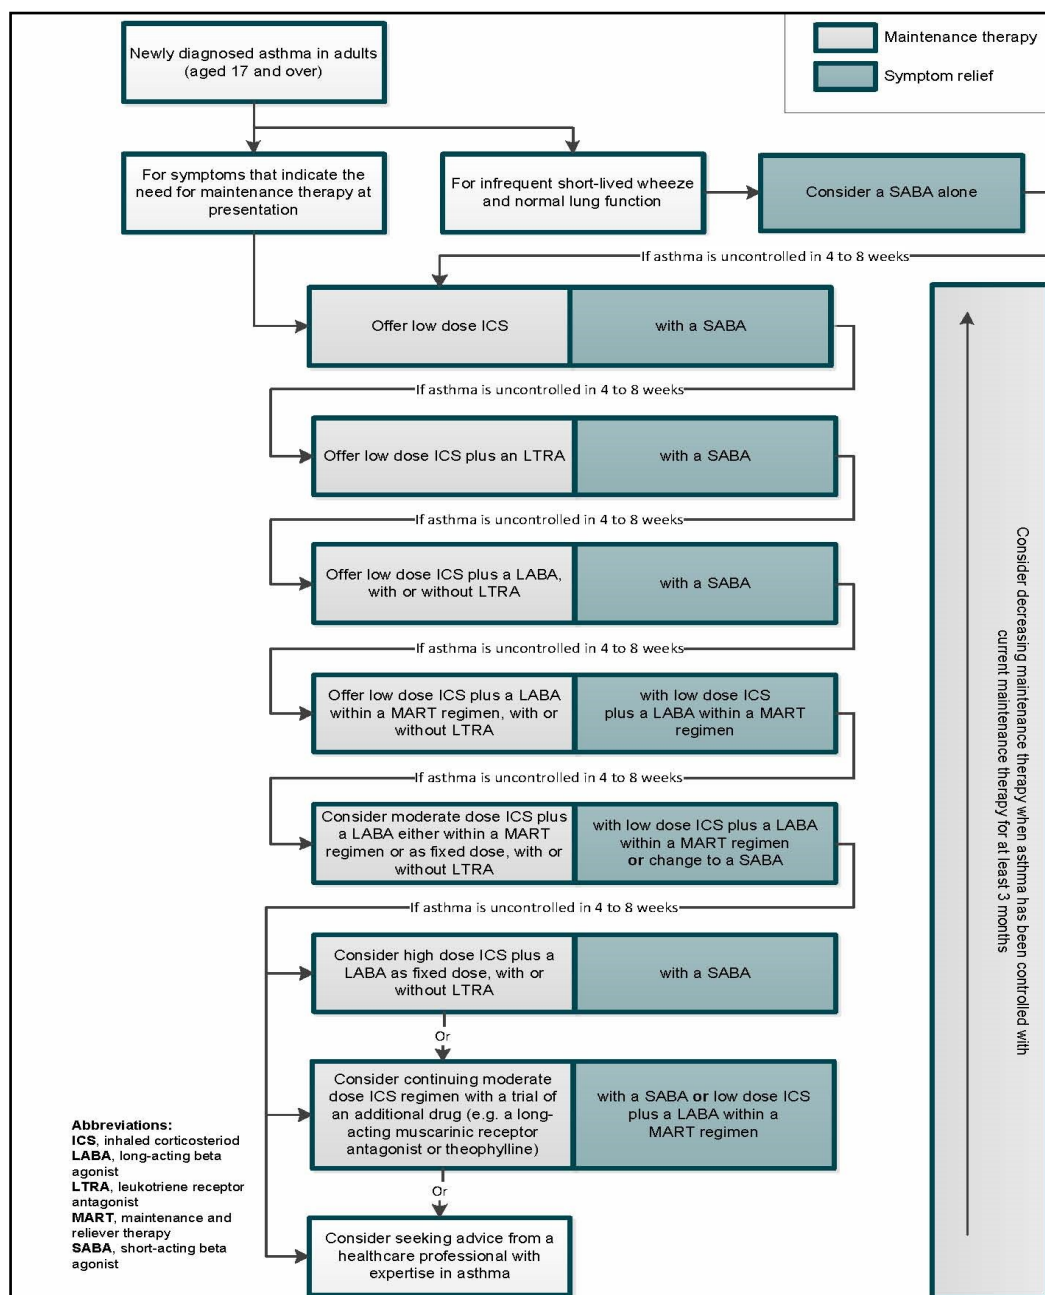 Newly diagnosed asthma in adults
(aged 17 and over)
Maintenance therapy
Symptom relief
For symptoms that indicate the
need for maintenance therapy at
presentation
For infrequent short-lived wheeze
and normal lung function
Consider a SABA alone
If asthma is uncontrolled in 4 to 8 weeks
Offer low dose ICS
with a SABA
If asthma is uncontrolled in 4 to 8 weeks
Offer low dose ICS plus an LTRA
with a SABA
If asthma is uncontrolled in 4 to 8 weeks
Offer low dose ICS plus a LABA,
with or without LTRA
with a SABA
If asthma is uncontrolled in 4 to 8 weeks
Offer low dose ICS plus a LABA
within a MART regimen, with or
without LTRA
with low dose ICS
plus a LABA within a MART
regimen
If asthma is uncontrolled in 4 to 8 weeks
Consider moderate dose ICS plus
a LABA either within a MART
regimen or as fixed dose, with or
without LTRA
with low dose ICS plus a LABA
within a MART regimen
or change to a SABA
If asthma is uncontrolled in 4 to 8 weeks
Consider high dose ICS plus a
LABA as fixed dose, with or
without LTRA
with a SABA
Or
Consider continuing moderate
dose ICS regimen with a trial of
an additional drug (e.g. a long-
acting muscarinic receptor
antagonist or theophylline)
with a SABA or low dose ICS
plus a LABA within a
MART regimen
Or
Consider seeking advice from a
healthcare professional with
expertise in asthma
Consider decreasing maintenance therapy when asthma has been controlled with
current maintenance therapy for at least 3 months
Abbreviations:
ICS, inhaled corticosteriod
LABA, long-acting beta
agonist
LTRA, leukotriene receptor
antagonist
MART, maintenance and
reliever therapy
SABA, short-acting beta
agonist